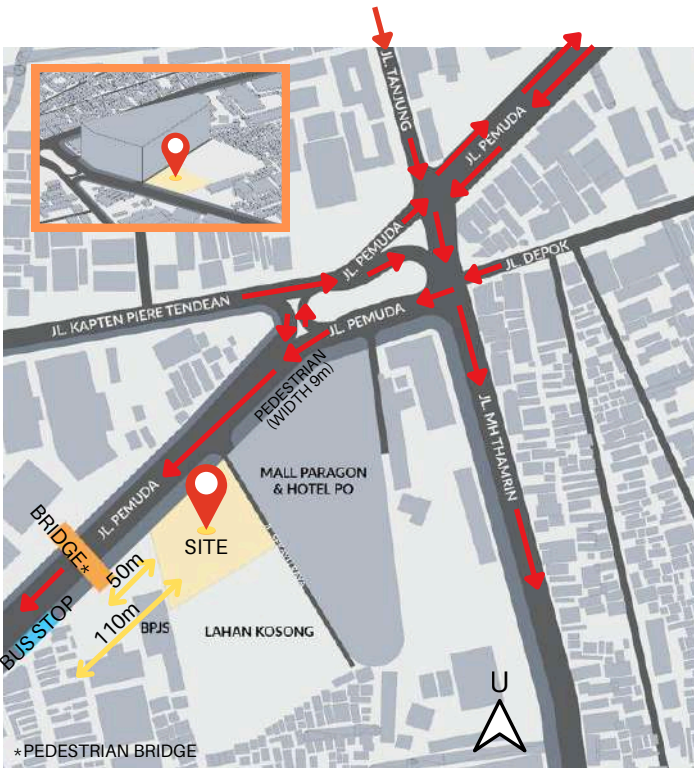 JL. TANJUNG
JL. PEMUDA
JL. PEMUDA
JL. DEPOK
JL. KAPTEN PIERE TENDEAN
JL. PEMUDA
PEDESTRIAN
(WIDTH 9m)
JL. MH THAMRIN
MALL PARAGON
& HOTEL PO
JL. PEMUDA
SITE
BRIDGE*
50m
110m
BUS STOP
BPJS
LAHAN KOSONG
U
*PEDESTRIAN BRIDGE